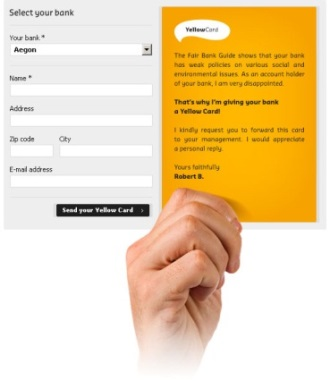 Select your bank
Your bank *
Aegon
Name *
Address
Zip code City
E-mail address
Send your Yellow Card ›
YellowCard
The Fair Bank Guide shows that your bank
has weak policies on various social and
environmental issues. As an account holder
of your bank, I am very disappointed.
That's why I'm giving your bank
a Yellow Card!
I kindly request you to forward this card
to your management. I would appreciate
a personal reply.
Yours faithfully
Robert B.